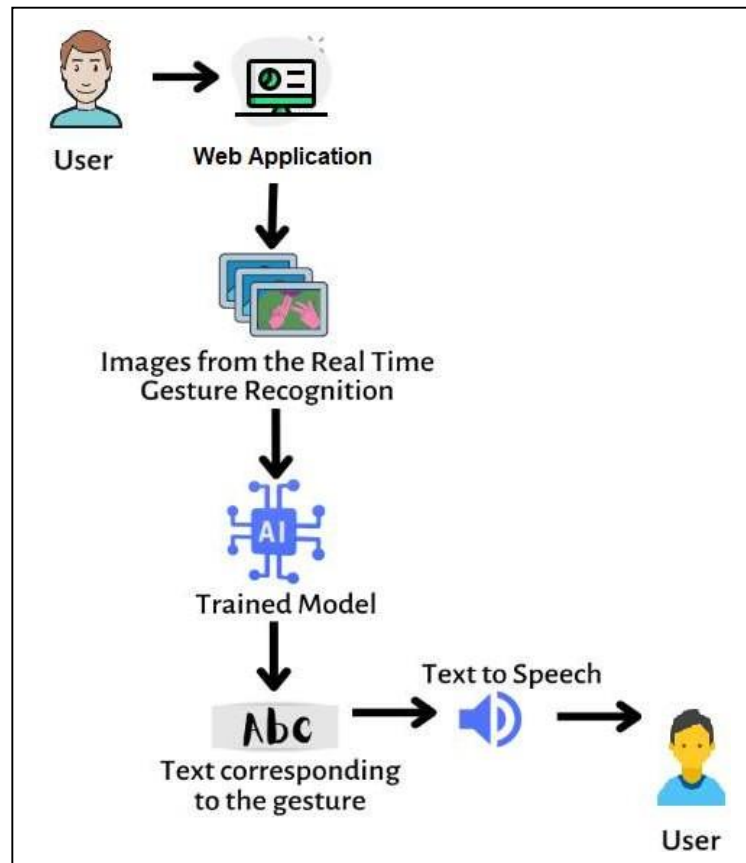 User
Web Application
Images from the Real Time
Gesture Recognition
AI
Trained Model
Text to Speech
Abc
Text corresponding
to the gesture
User